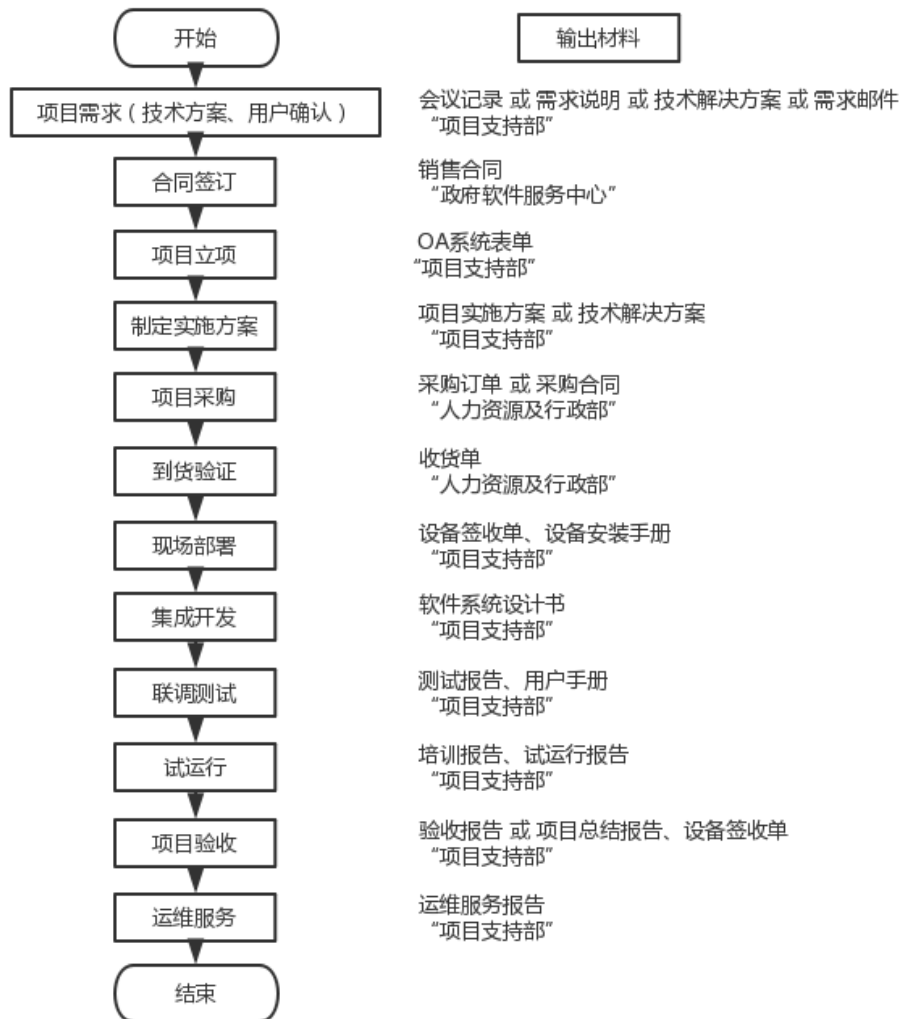 开始
输出材料
项目需求（技术方案、用户确认）
会议记录 或 需求说明 或 技术解决方案 或 需求邮件
“项目支持部”
合同签订
销售合同
“政府软件服务中心”
项目立项
OA系统表单
“项目支持部”
制定实施方案
项目实施方案 或 技术解决方案
“项目支持部”
项目采购
采购订单 或 采购合同
“人力资源及行政部”
到货验证
收货单
“人力资源及行政部”
现场部署
设备签收单、设备安装手册
“项目支持部”
集成开发
软件系统设计书
“项目支持部”
联调测试
测试报告、用户手册
“项目支持部”
试运行
培训报告、试运行报告
“项目支持部”
项目验收
验收报告 或 项目总结报告、设备签收单
“项目支持部”
运维服务
运维服务报告
“项目支持部”
结束